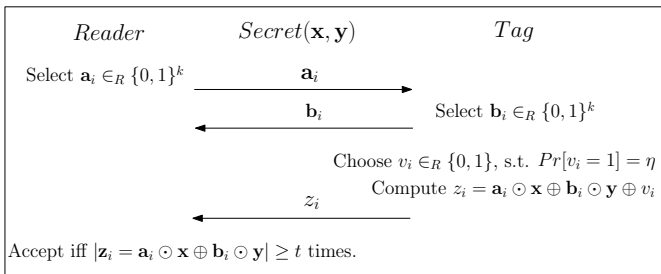 Reader Secret(x, y) Tag
Select a_i ∈_R {0, 1}^k
a_i
b_i
Select b_i ∈_R {0, 1}^k
Choose v_i ∈_R {0, 1}, s.t. Pr[v_i = 1] = η
Compute z_i = a_i ⊙ x ⊕ b_i ⊙ y ⊕ v_i
z_i
Accept iff |z_i = a_i ⊙ x ⊕ b_i ⊙ y| ≥ t times.